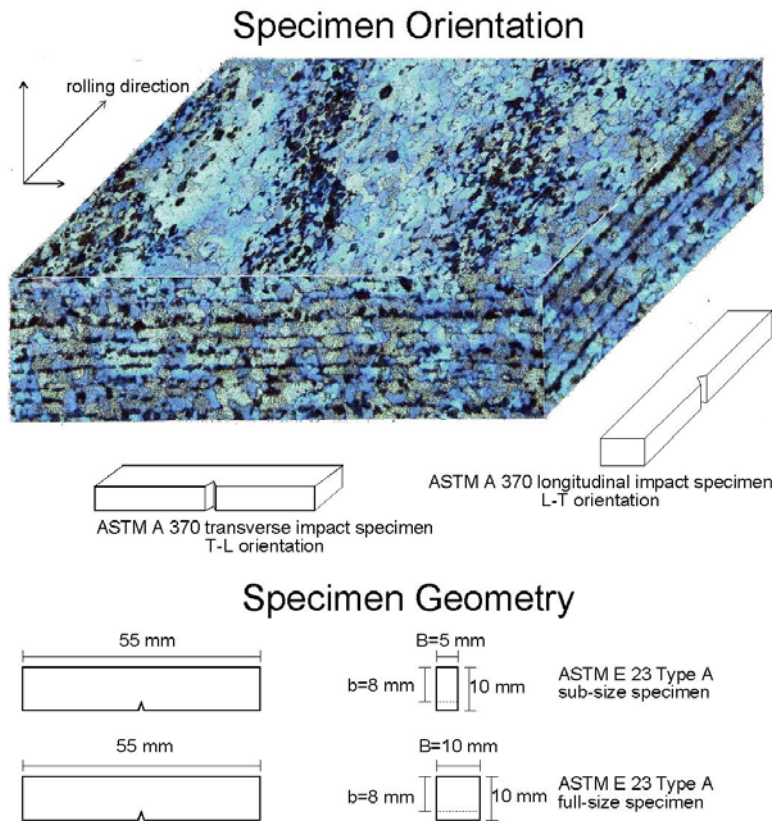 Specimen Orientation
rolling direction
ASTM A 370 longitudinal impact specimen
L-T orientation
ASTM A 370 transverse impact specimen
T-L orientation
Specimen Geometry
55 mm
B=5 mm
b=8 mm
10 mm
ASTM E 23 Type A
sub-size specimen
55 mm
B=10 mm
b=8 mm
10 mm
ASTM E 23 Type A
full-size specimen